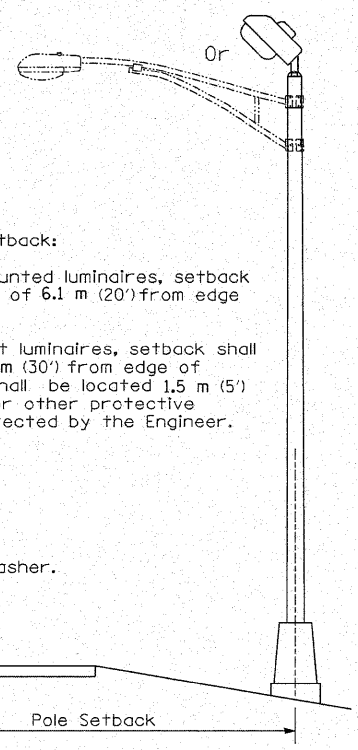 Or
tback:
unted luminaires, setback
of 6.1 m (20') from edge
t luminaires, setback shall
m (30') from edge of
hall be located 1.5 m (5')
or other protective
ected by the Engineer.
asher.
Pole Setback